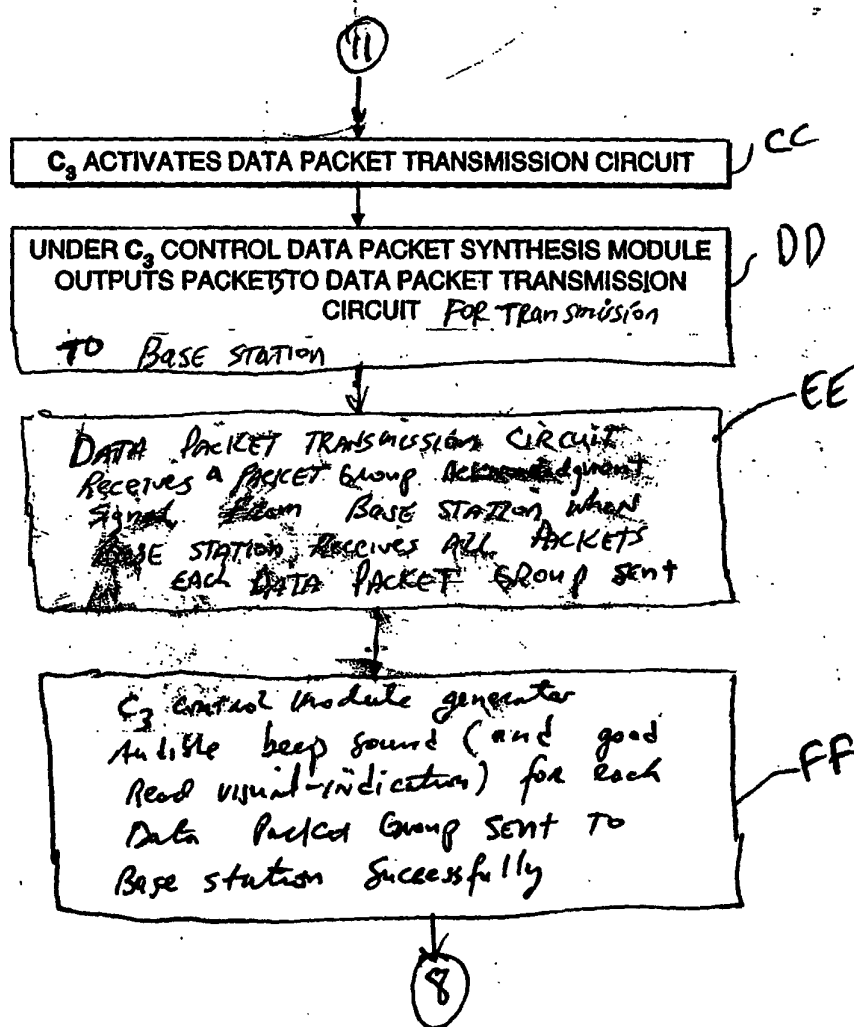 11
C₃ ACTIVATES DATA PACKET TRANSMISSION CIRCUIT
CC
UNDER C₃ CONTROL DATA PACKET SYNTHESIS MODULE
OUTPUTS PACKETS TO DATA PACKET TRANSMISSION
CIRCUIT FOR Transmission
TO BASE STATION
DD
EE
DATA PACKET TRANSMISSION CIRCUIT
Receives A PACKET Group Acknowledgment
Signal From BASE STATION when
BASE STATION RECEIVES ALL PACKETS
EACH DATA PACKET GROUP SENT
C₃ control module generator
Audible beep sound (and good
Read visual-indication) for each
Data Packet Group SENT TO
Base station Successfully
FF
8